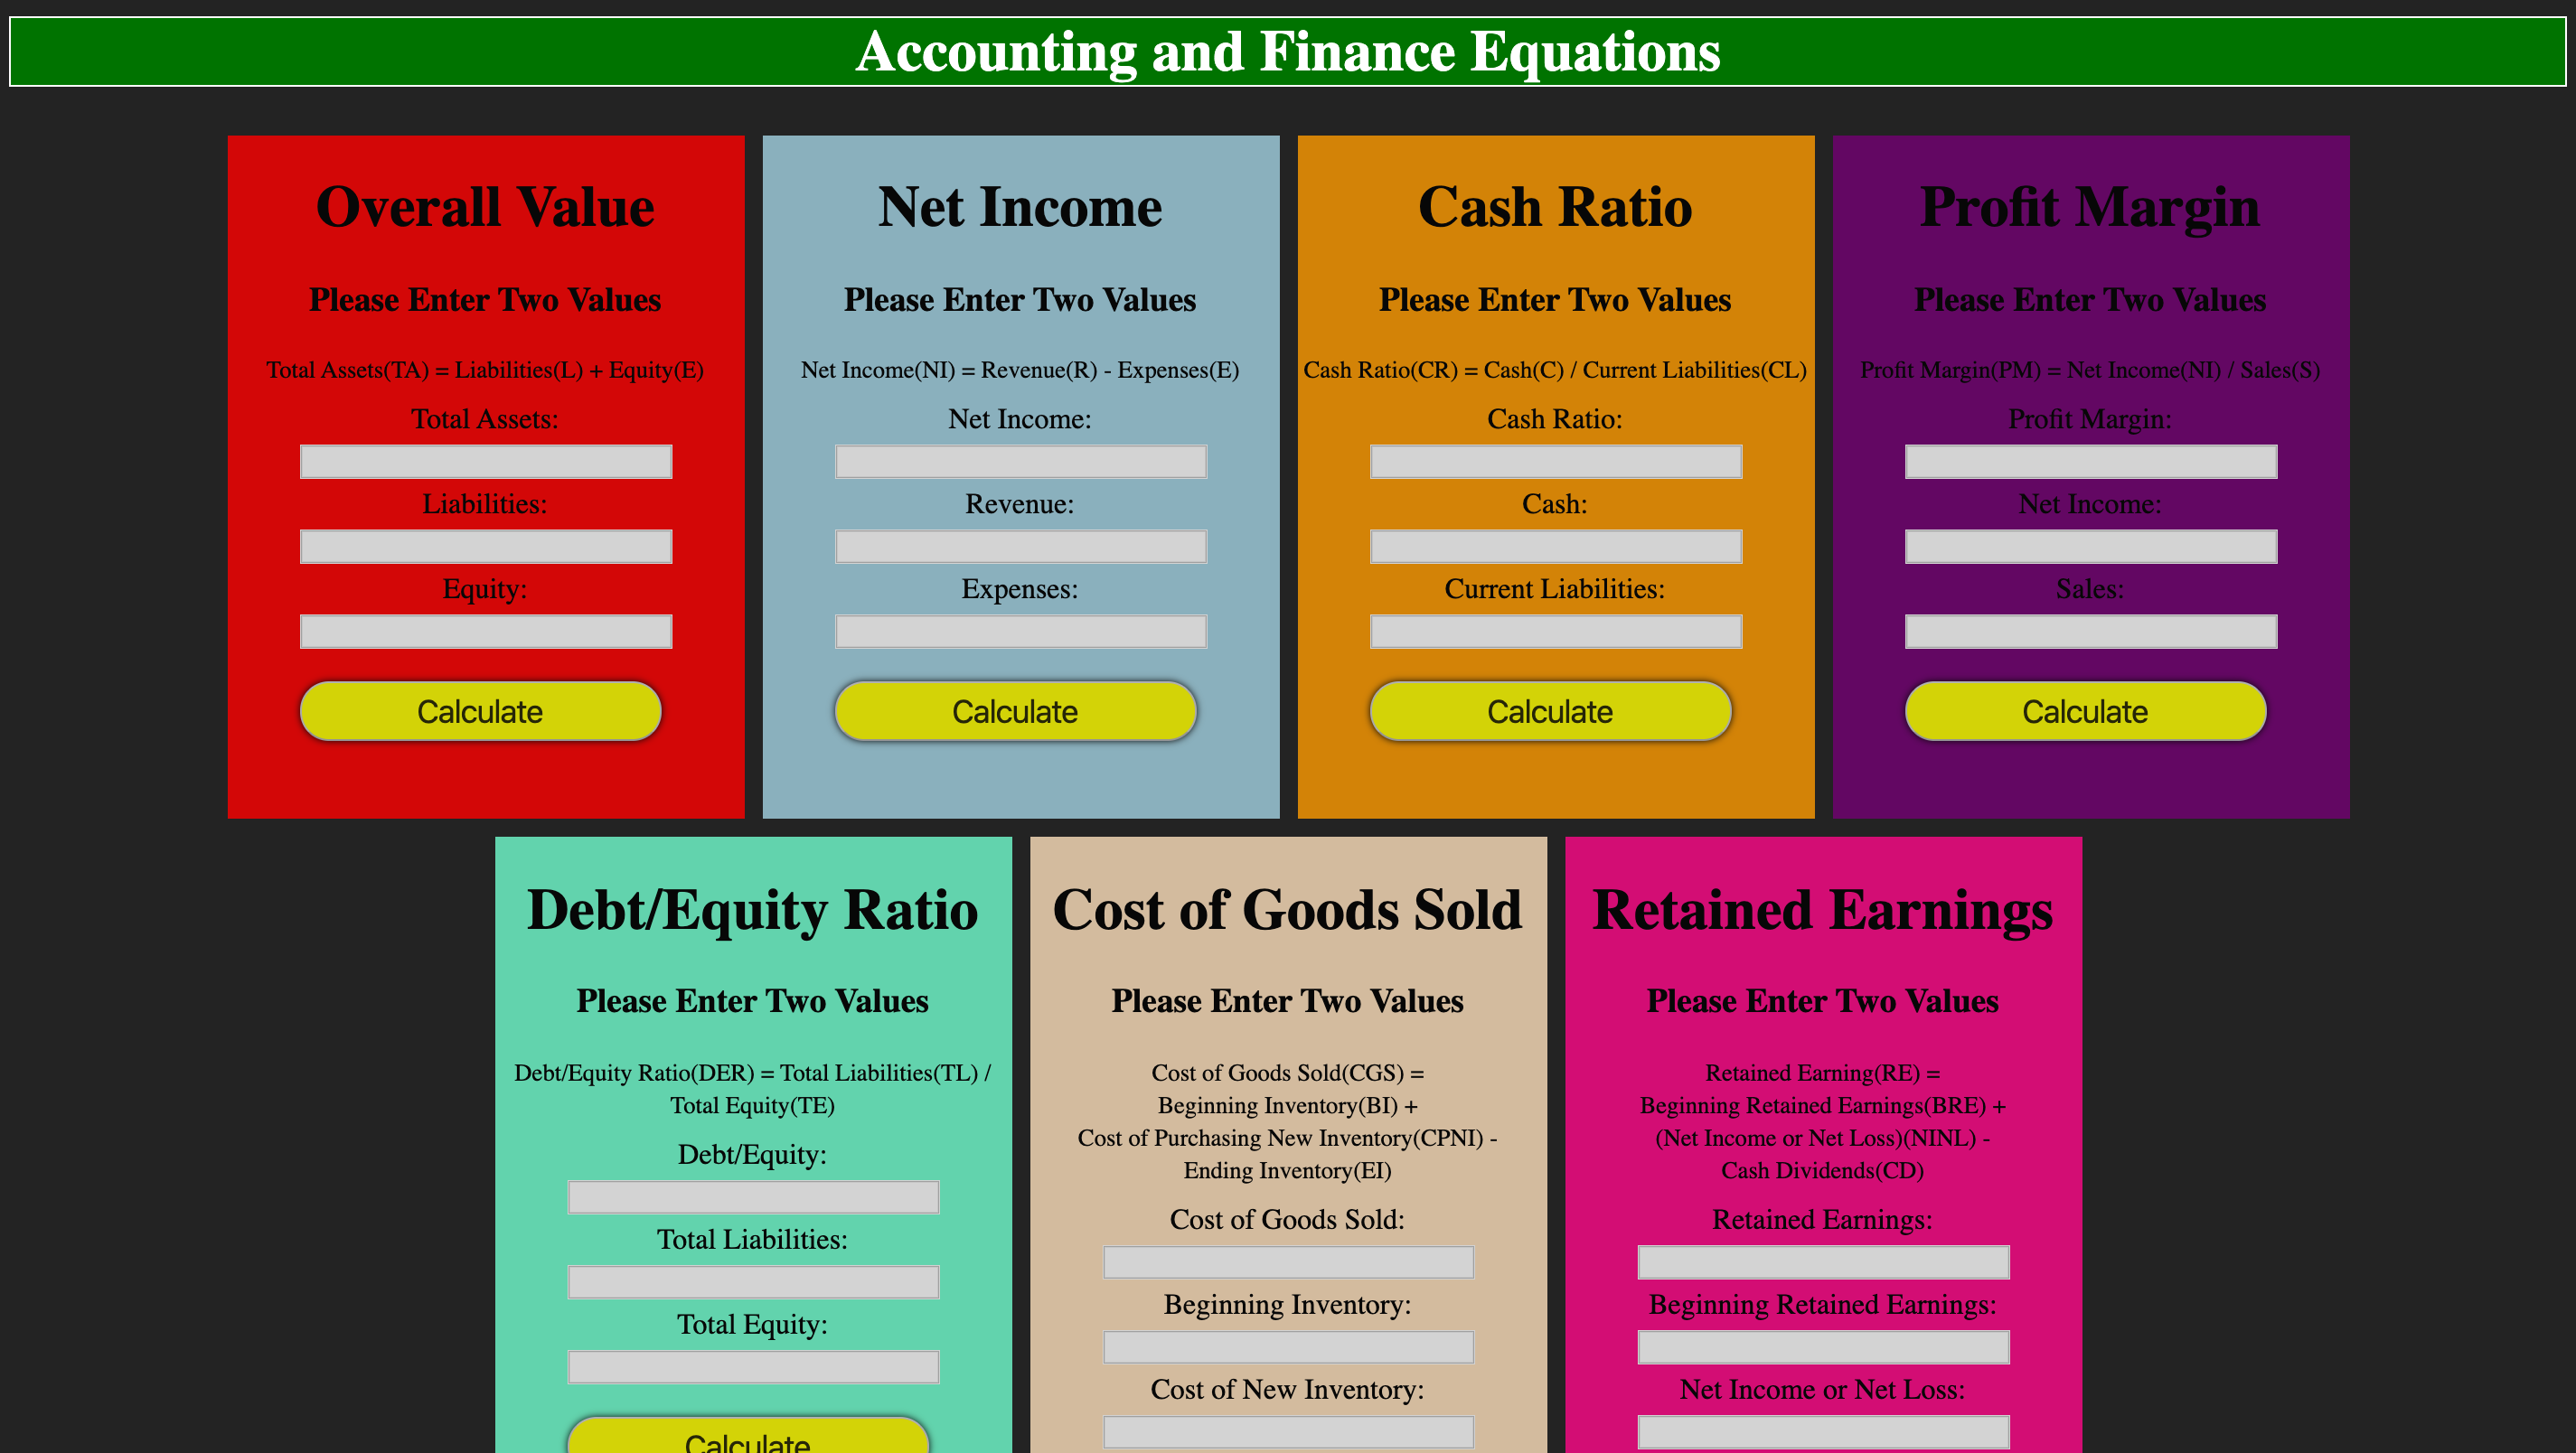 Accounting and Finance Equations
Overall Value
Please Enter Two Values
Total Assets(TA) = Liabilities(L) + Equity(E)
Total Assets:
Liabilities:
Equity:
Calculate
Net Income
Please Enter Two Values
Net Income(NI) = Revenue(R) - Expenses(E)
Net Income:
Revenue:
Expenses:
Calculate
Cash Ratio
Please Enter Two Values
Cash Ratio(CR) = Cash(C) / Current Liabilities(CL)
Cash Ratio:
Cash:
Current Liabilities:
Calculate
Profit Margin
Please Enter Two Values
Profit Margin(PM) = Net Income(NI) / Sales(S)
Profit Margin:
Net Income:
Sales:
Calculate
Debt/Equity Ratio
Please Enter Two Values
Debt/Equity Ratio(DER) = Total Liabilities(TL) /
Total Equity(TE)
Debt/Equity:
Total Liabilities:
Total Equity:
Calculate
Cost of Goods Sold
Please Enter Two Values
Cost of Goods Sold(CGS) =
Beginning Inventory(BI) +
Cost of Purchasing New Inventory(CPNI) -
Ending Inventory(EI)
Cost of Goods Sold:
Beginning Inventory:
Cost of New Inventory:
Retained Earnings
Please Enter Two Values
Retained Earning(RE) =
Beginning Retained Earnings(BRE) +
(Net Income or Net Loss)(NINL) -
Cash Dividends(CD)
Retained Earnings:
Beginning Retained Earnings:
Net Income or Net Loss: